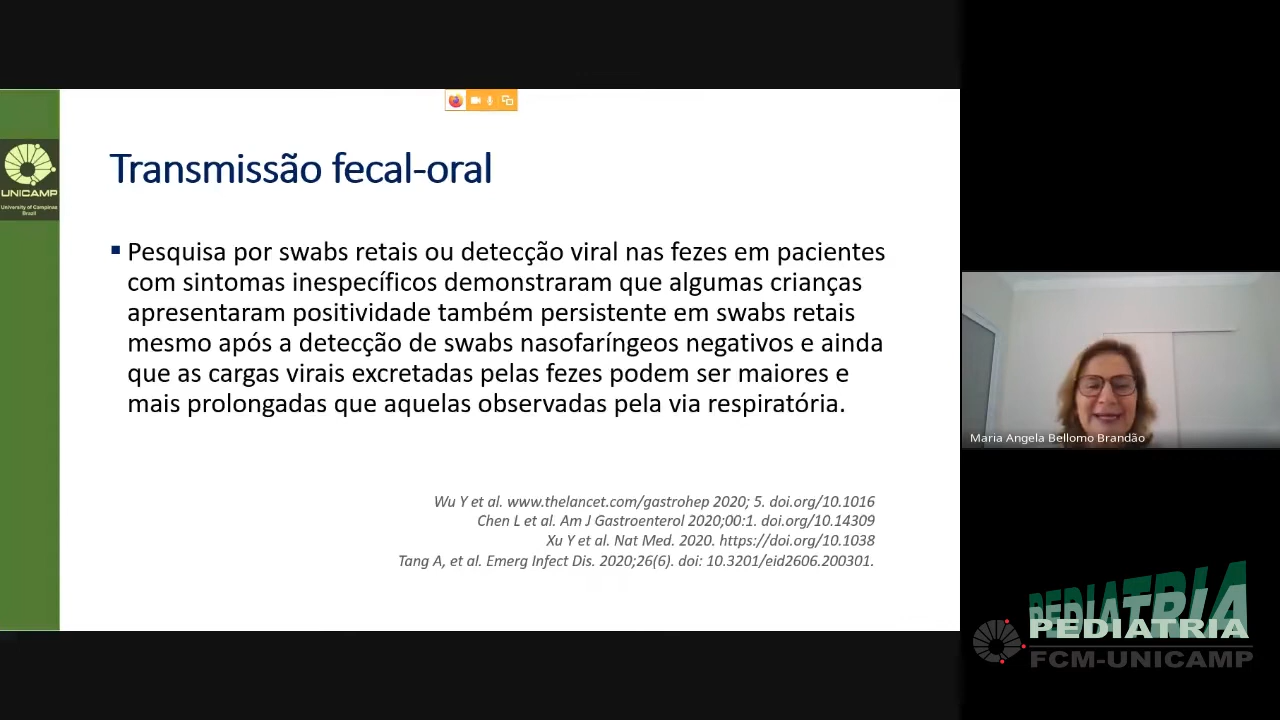 Transmissão fecal-oral
UNICAMP
University of Campinas
Brazil
▪ Pesquisa por swabs retais ou detecção viral nas fezes em pacientes
com sintomas inespecíficos demonstraram que algumas crianças
apresentaram positividade também persistente em swabs retais
mesmo após a detecção de swabs nasofaríngeos negativos e ainda
que as cargas virais excretadas pelas fezes podem ser maiores e
mais prolongadas que aquelas observadas pela via respiratória.
Wu Y et al. www.thelancet.com/gastrohep 2020; 5. doi.org/10.1016
Chen L et al. Am J Gastroenterol 2020;00:1. doi.org/10.14309
Xu Y et al. Nat Med. 2020. https://doi.org/10.1038
Tang A, et al. Emerg Infect Dis. 2020;26(6). doi: 10.3201/eid2606.200301.
Maria Angela Bellomo Brandão
PEDIATRIA
PEDIATRIA
FCM-UNICAMP